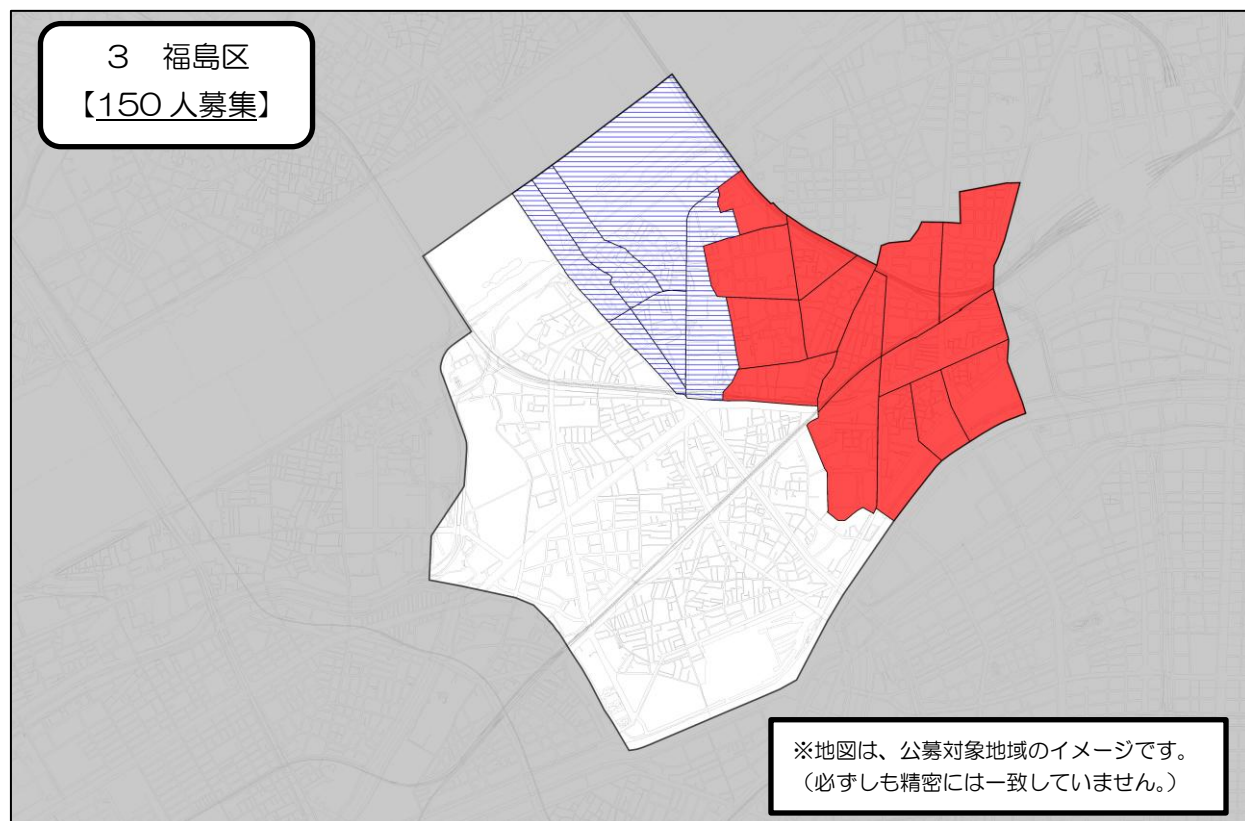 ３　福島区
【150 人募集】
※地図は、公募対象地域のイメージです。
（必ずしも精密には一致していません。）